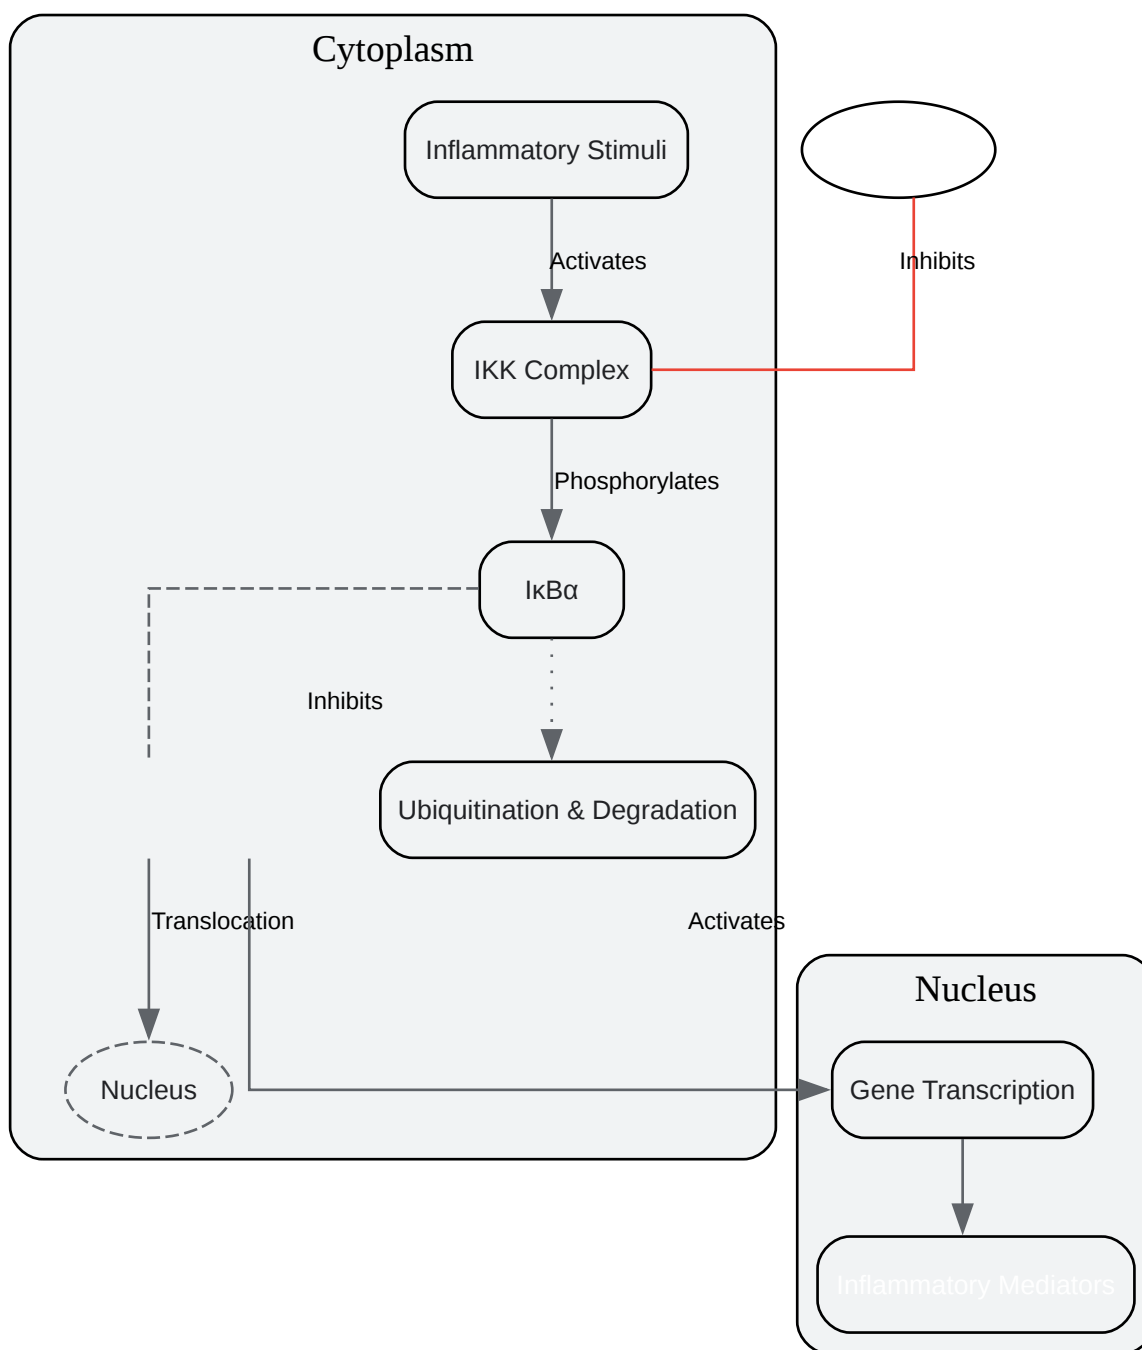 Cytoplasm
Inflammatory Stimuli
Activates
Inhibits
IKK Complex
Phosphorylates
IκBα
Inhibits
Ubiquitination & Degradation
Translocation
Activates
Nucleus
Nucleus
Gene Transcription
Inflammatory Mediators